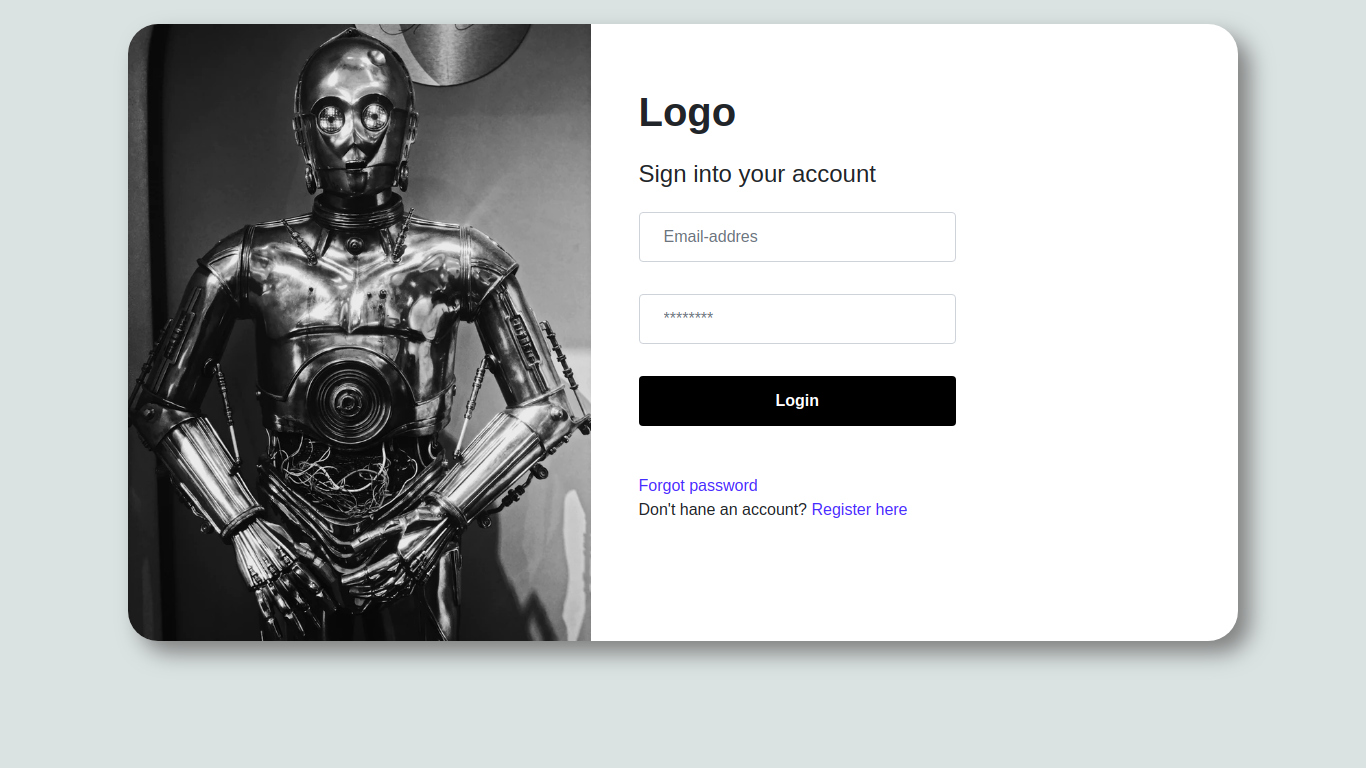 Logo
Sign into your account
Email-addres
********
Login
Forgot password
Don't hane an account? Register here